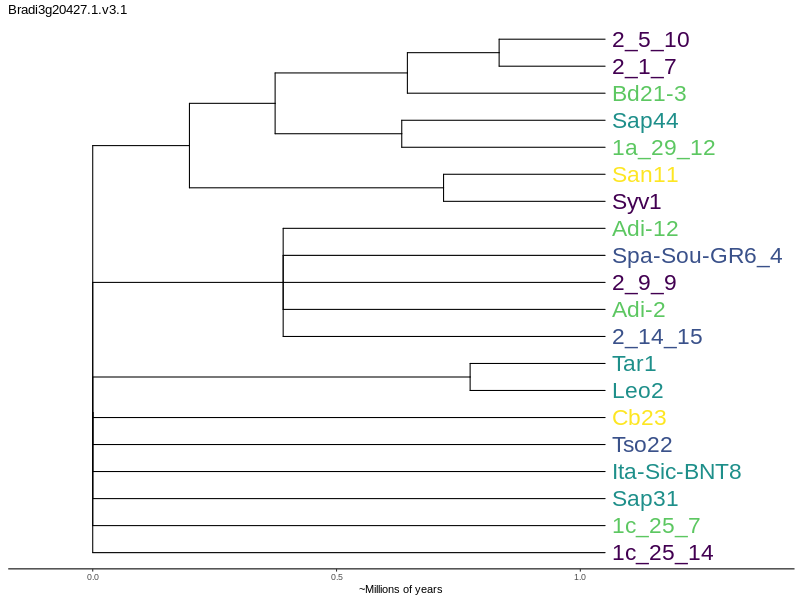 Bradi3g20427.1.v3.1
2_5_10
2_1_7
Bd21-3
Sap44
1a_29_12
San11
Syv1
Adi-12
Spa-Sou-GR6_4
2_9_9
Adi-2
2_14_15
Tar1
Leo2
Cb23
Tso22
Ita-Sic-BNT8
Sap31
1c_25_7
1c_25_14
0.0 0.5 1.0
~Millions of years